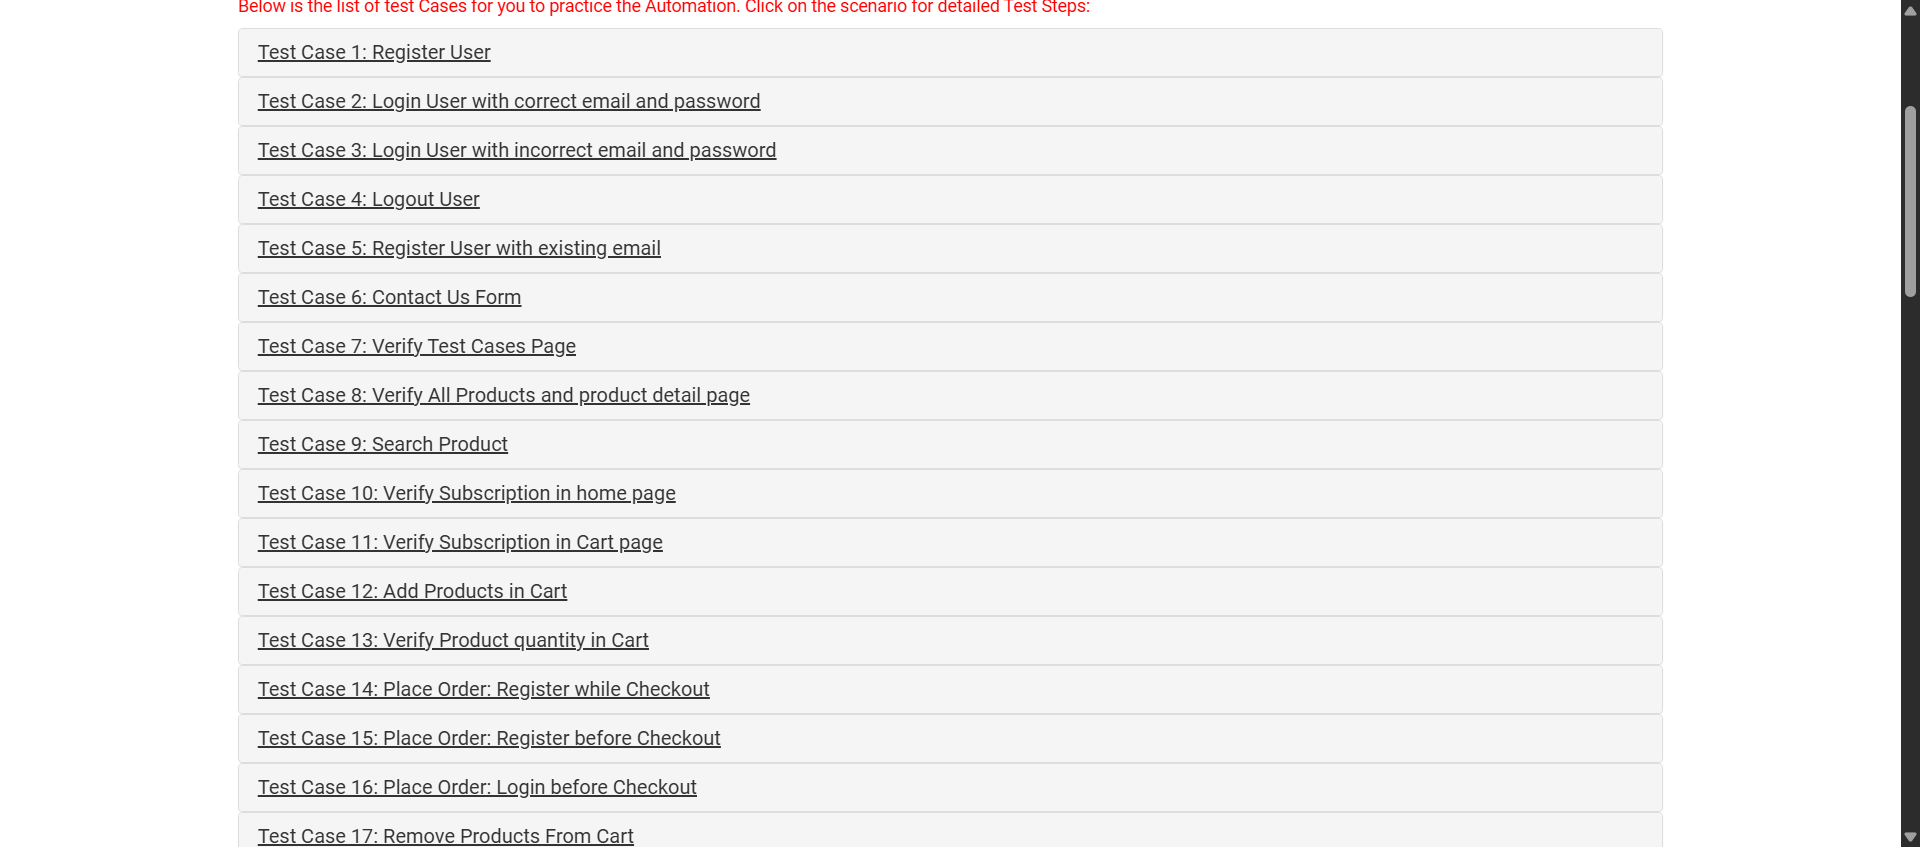 Below is the list of test Cases for you to practice the Automation. Click on the scenario for detailed Test Steps:
Test Case 1: Register User
Test Case 2: Login User with correct email and password
Test Case 3: Login User with incorrect email and password
Test Case 4: Logout User
Test Case 5: Register User with existing email
Test Case 6: Contact Us Form
Test Case 7: Verify Test Cases Page
Test Case 8: Verify All Products and product detail page
Test Case 9: Search Product
Test Case 10: Verify Subscription in home page
Test Case 11: Verify Subscription in Cart page
Test Case 12: Add Products in Cart
Test Case 13: Verify Product quantity in Cart
Test Case 14: Place Order: Register while Checkout
Test Case 15: Place Order: Register before Checkout
Test Case 16: Place Order: Login before Checkout
Test Case 17: Remove Products From Cart